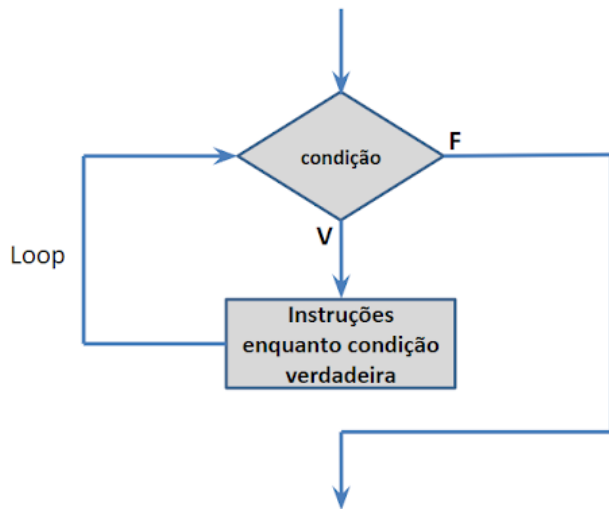 condição
F
V
Loop
Instruções
enquanto condição
verdadeira